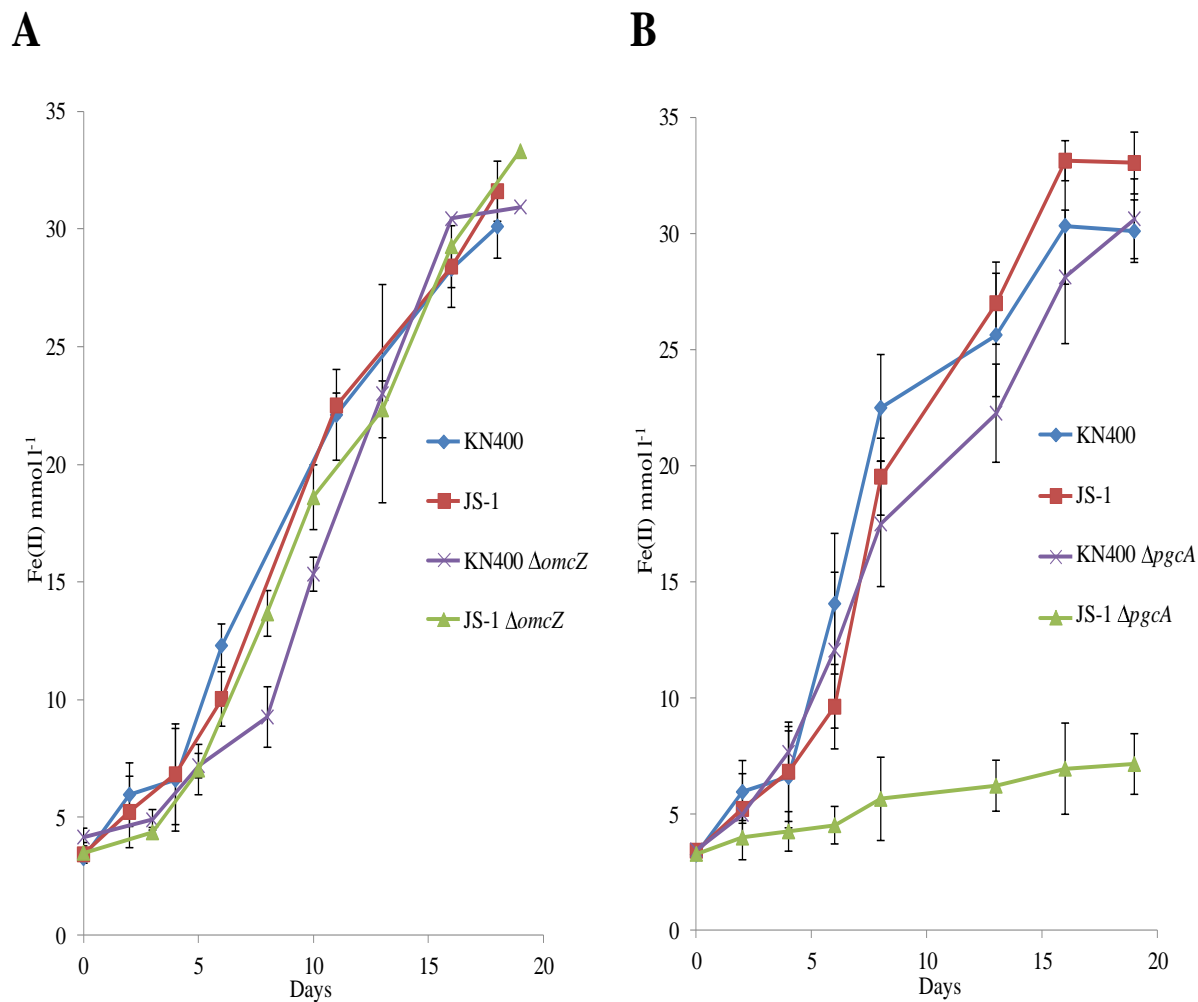 A
Fe(II) mmol l⁻¹
35
30
25
20
15
10
5
0
0 5 10 15 20
Days
KN400
JS-1
KN400 ΔomcZ
JS-1 ΔomcZ
B
Fe(II) mmol l⁻¹
35
30
25
20
15
10
5
0
0 5 10 15 20
Days
KN400
JS-1
KN400 ΔpgcA
JS-1 ΔpgcA